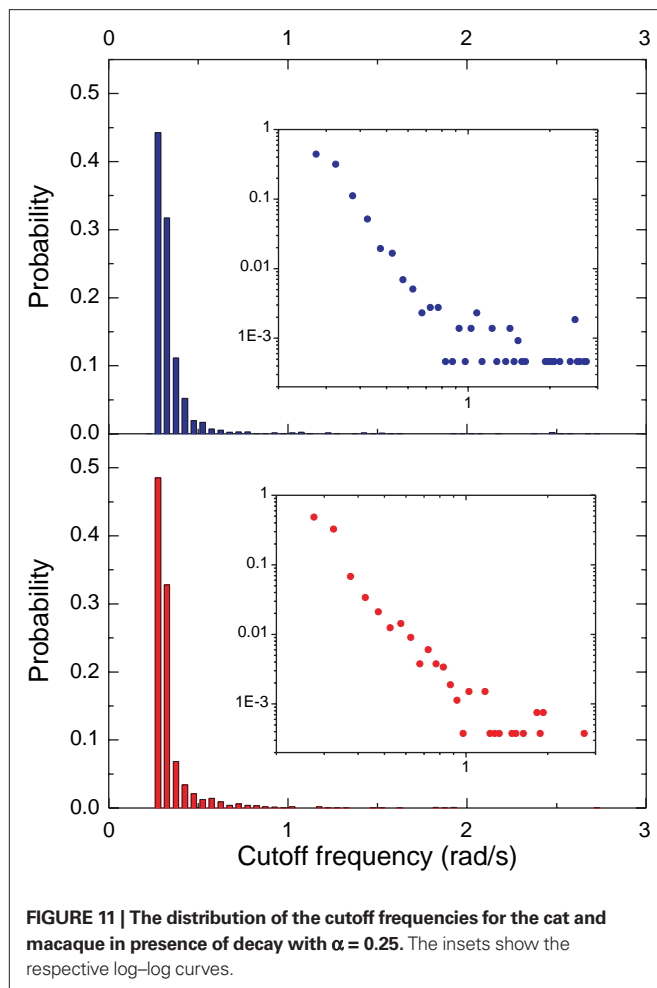 0 1 2 3
0.5
0.4
0.3
0.2
0.1
0.0
Probability
1
0.1
0.01
1E-3
1
0.5
0.4
0.3
0.2
0.1
0.0
Probability
1
0.1
0.01
1E-3
1
0 1 2 3
Cutoff frequency (rad/s)
FIGURE 11 | The distribution of the cutoff frequencies for the cat and
macaque in presence of decay with α = 0.25. The insets show the
respective log–log curves.